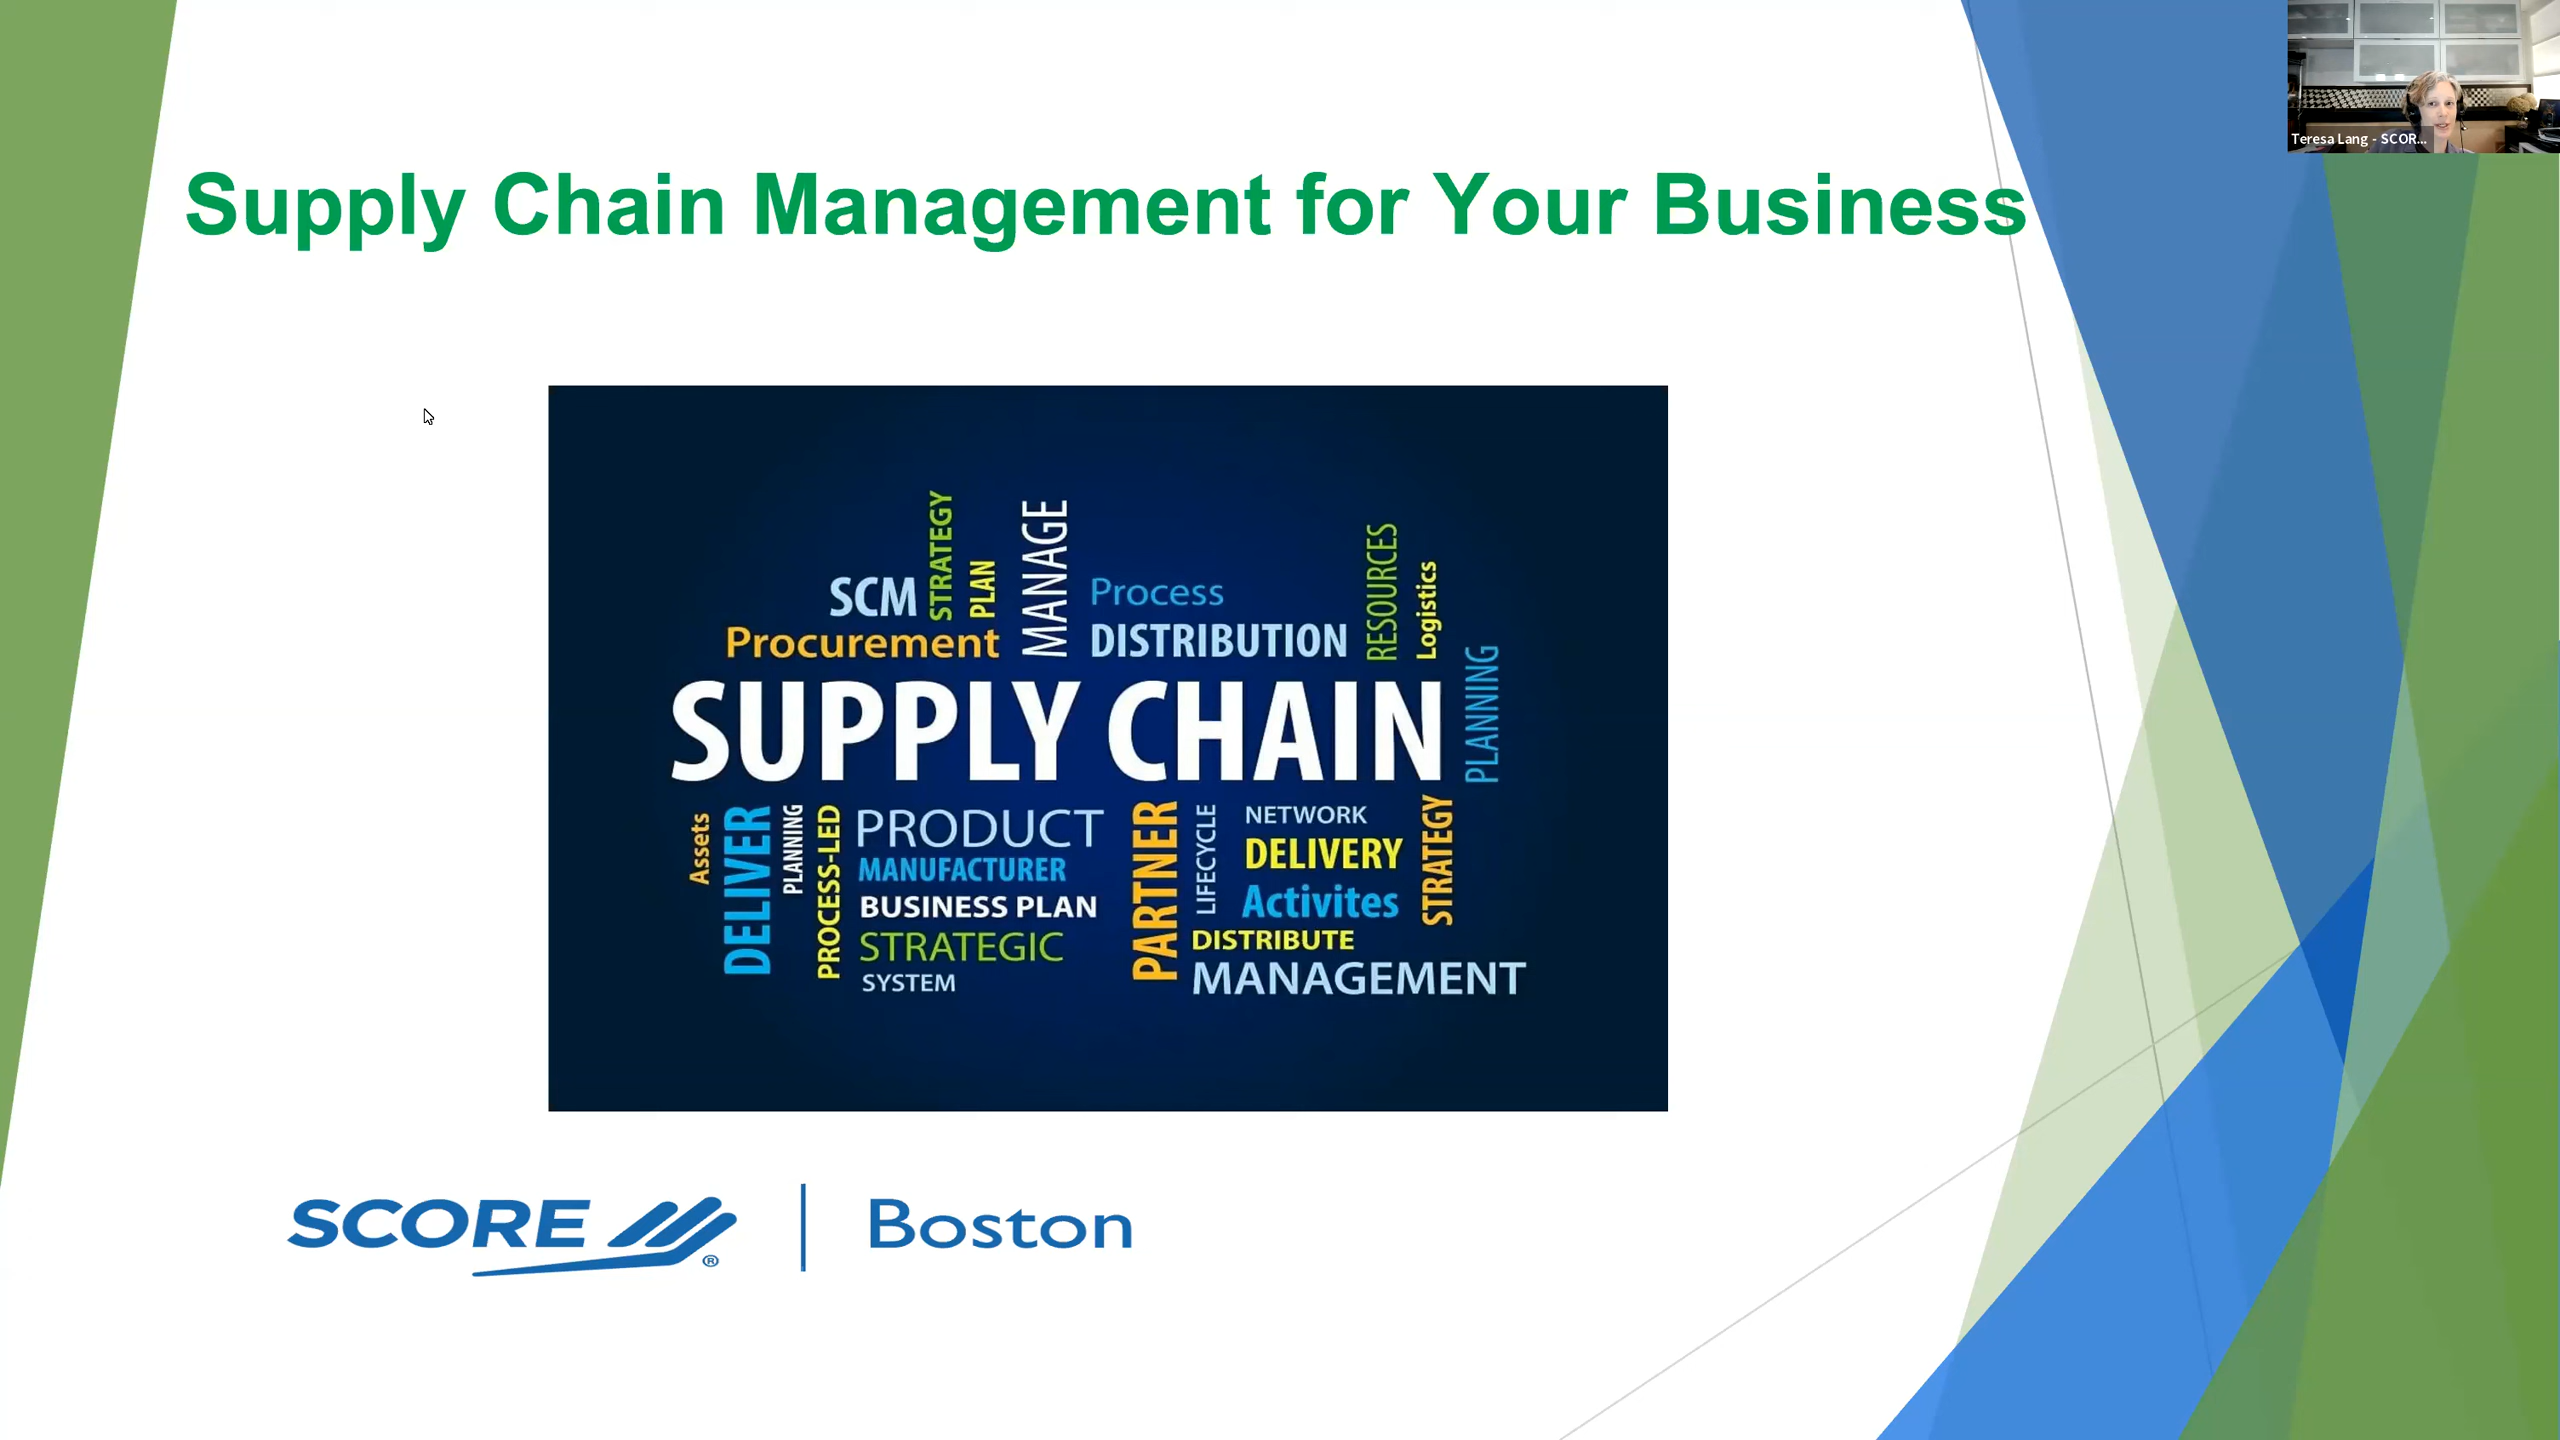 Teresa Lang - SCOR...
Supply Chain Management for Your Business
STRATEGY
MANAGE
RESOURCES
PLAN
Logistics
SCM
Process
Procurement
DISTRIBUTION
PLANNING
SUPPLY CHAIN
Assets
DELIVER
PLANNING
PROCESS-LED
PRODUCT
MANUFACTURER
BUSINESS PLAN
STRATEGIC
SYSTEM
PARTNER
LIFECYCLE
NETWORK
DELIVERY
Activites
STRATEGY
DISTRIBUTE
MANAGEMENT
SCORE ® | Boston